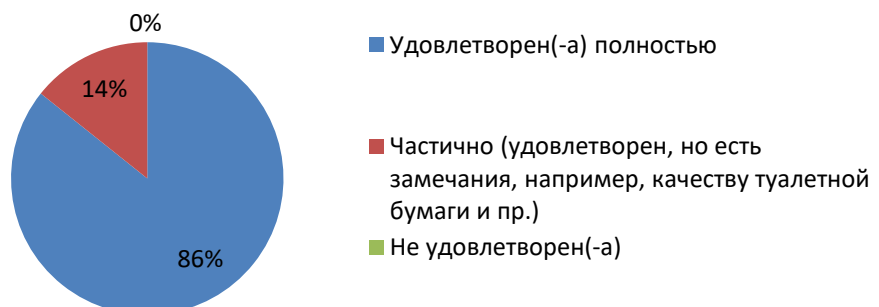 0%
14%
86%
Удовлетворен(-а) полностью
Частично (удовлетворен, но есть
замечания, например, качеству туалетной
бумаги и пр.)
Не удовлетворен(-а)